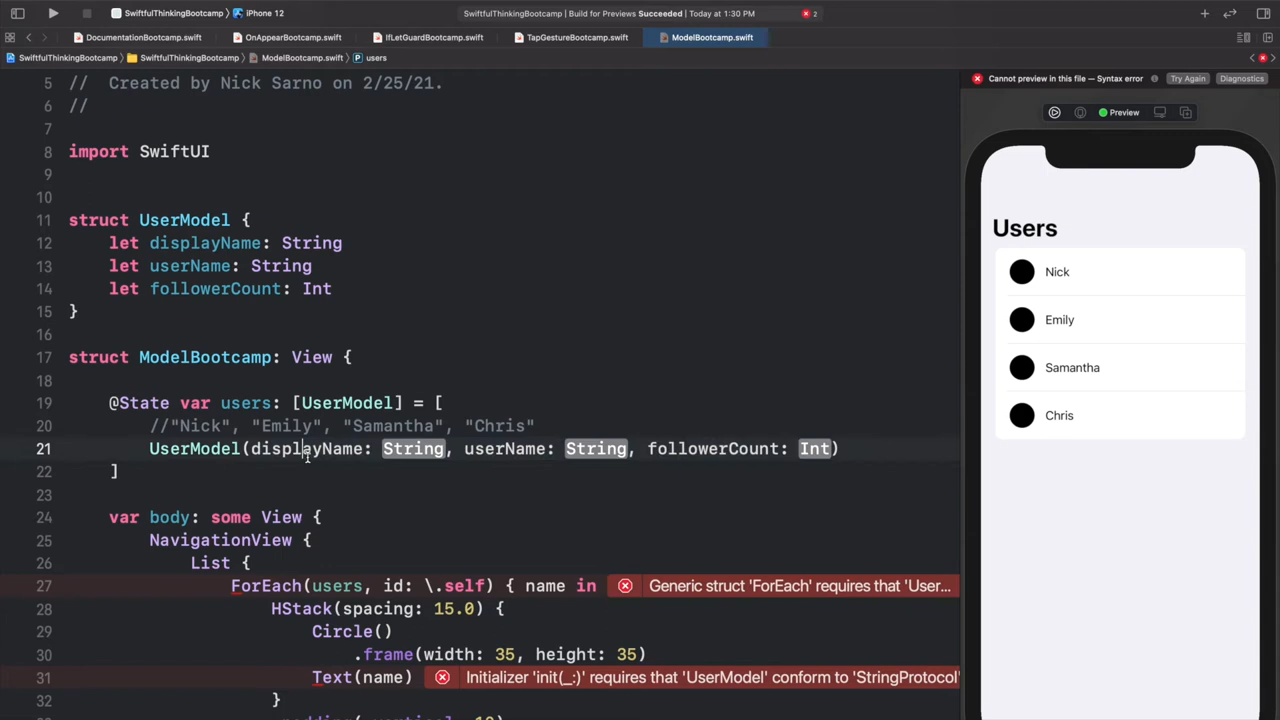 SwiftfulThinkingBootcamp 〉 iPhone 12
SwiftfulThinkingBootcamp | Build for Previews Succeeded | Today at 1:30 PM
2
DocumentationBootcamp.swift
OnAppearBootcamp.swift
IfLetGuardBootcamp.swift
TapGestureBootcamp.swift
ModelBootcamp.swift
SwiftfulThinkingBootcamp 〉 SwiftfulThinkingBootcamp 〉 ModelBootcamp.swift 〉 P users
5 //  Created by Nick Sarno on 2/25/21.
6 //
7
8 import SwiftUI
9
10
11 struct UserModel {
12 let displayName: String
13 let userName: String
14 let followerCount: Int
15 }
16
17 struct ModelBootcamp: View {
18
19 @State var users: [UserModel] = [
20 //"Nick", "Emily", "Samantha", "Chris"
21 UserModel(displayName: String, userName: String, followerCount: Int)
22 ]
23
24 var body: some View {
25 NavigationView {
26 List {
27 ForEach(users, id: \.self) { name in
Generic struct 'ForEach' requires that 'User...
28 HStack(spacing: 15.0) {
29 Circle()
30 .frame(width: 35, height: 35)
31 Text(name)
Initializer 'init(_:)' requires that 'UserModel' conform to 'StringProtocol'
32 }
Cannot preview in this file — Syntax error
Try Again
Diagnostics
Preview
Users
Nick
Emily
Samantha
Chris